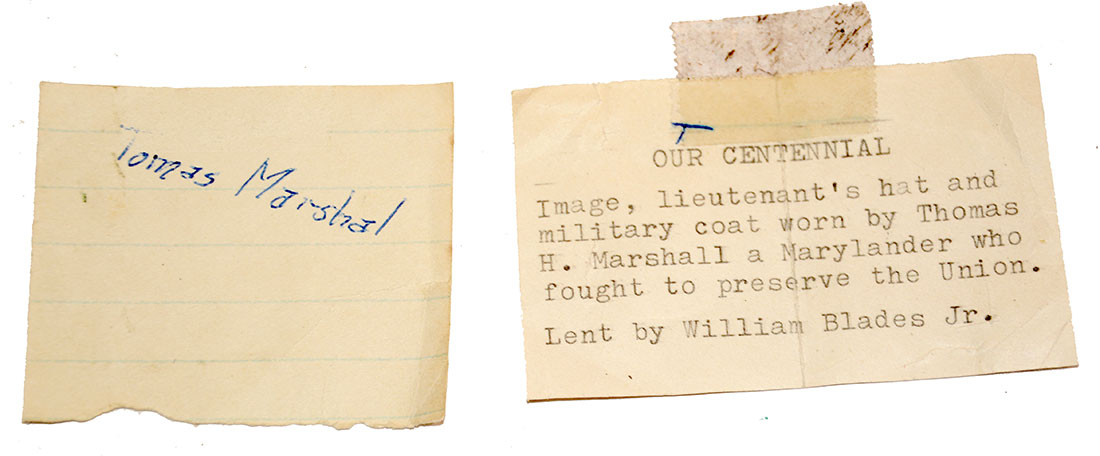 Tomas Marshal
T
OUR CENTENNIAL
Image, lieutenant's hat and
military coat worn by Thomas
H. Marshall a Marylander who
fought to preserve the Union.
Lent by William Blades Jr.